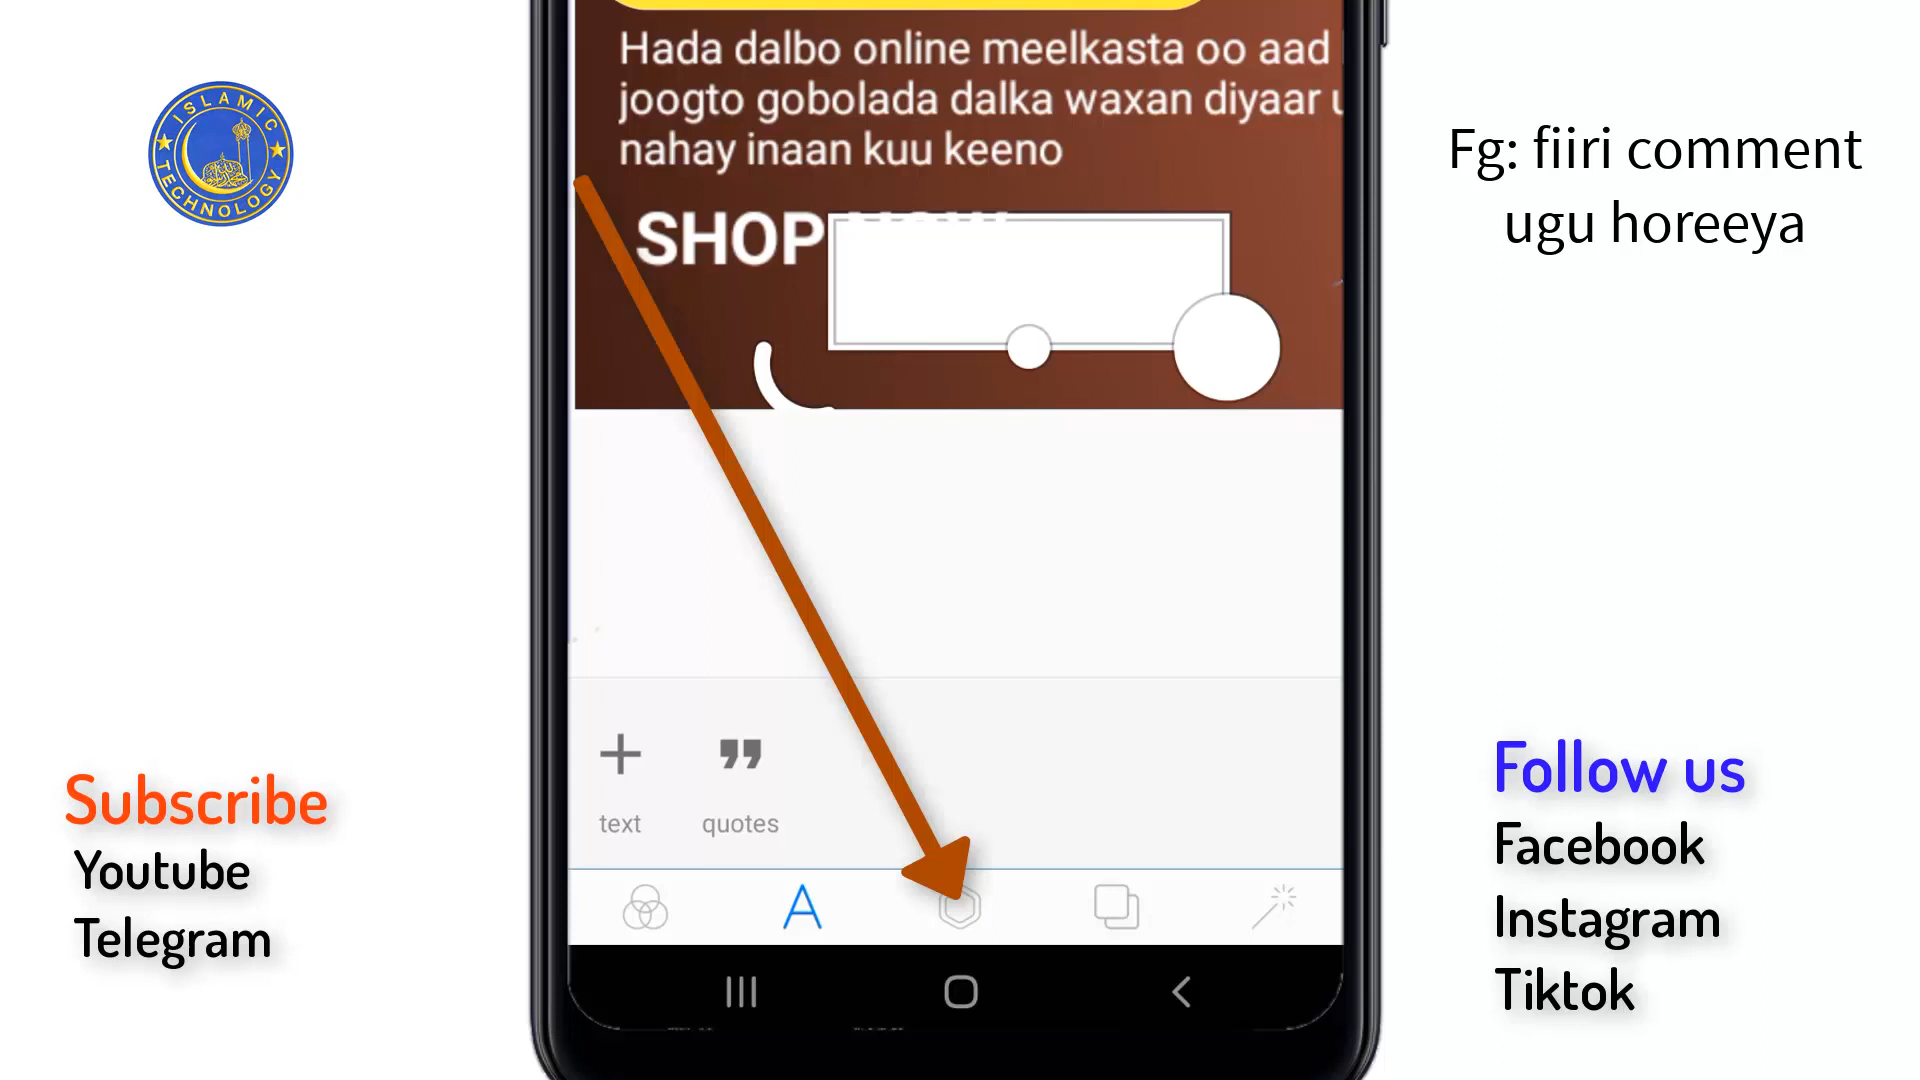 ISLAMIC
TECHNOLOGY
Hada dalbo online meelkasta oo aad
joogto gobolada dalka waxan diyaar u
nahay inaan kuu keeno
SHOP
Fg: fiiri comment
ugu horeeya
text
quotes
A
Subscribe
Youtube
Telegram
Follow us
Facebook
Instagram
Tiktok